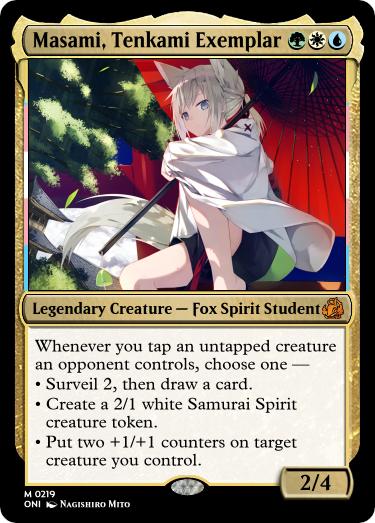 Masami, Tenkami Exemplar
Legendary Creature — Fox Spirit Student
Whenever you tap an untapped creature
an opponent controls, choose one —
• Surveil 2, then draw a card.
• Create a 2/1 white Samurai Spirit
creature token.
• Put two +1/+1 counters on target
creature you control.
2/4
M 0219
ONI Nagishiro Mito